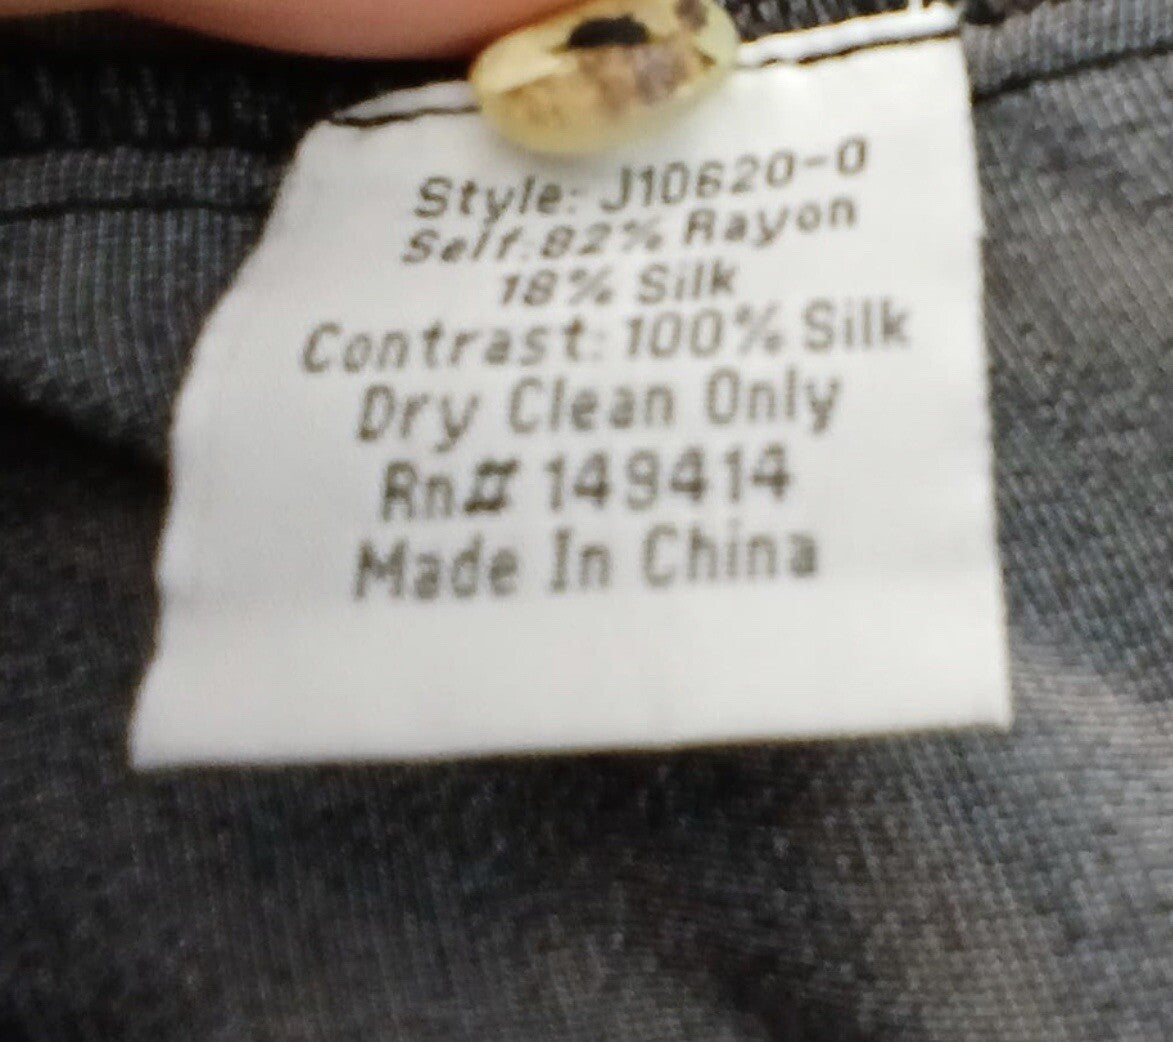 Style: J10620-0
Self:82% Rayon
18% Silk
Contrast: 100% Silk
Dry Clean Only
Rn# 149414
Made In China